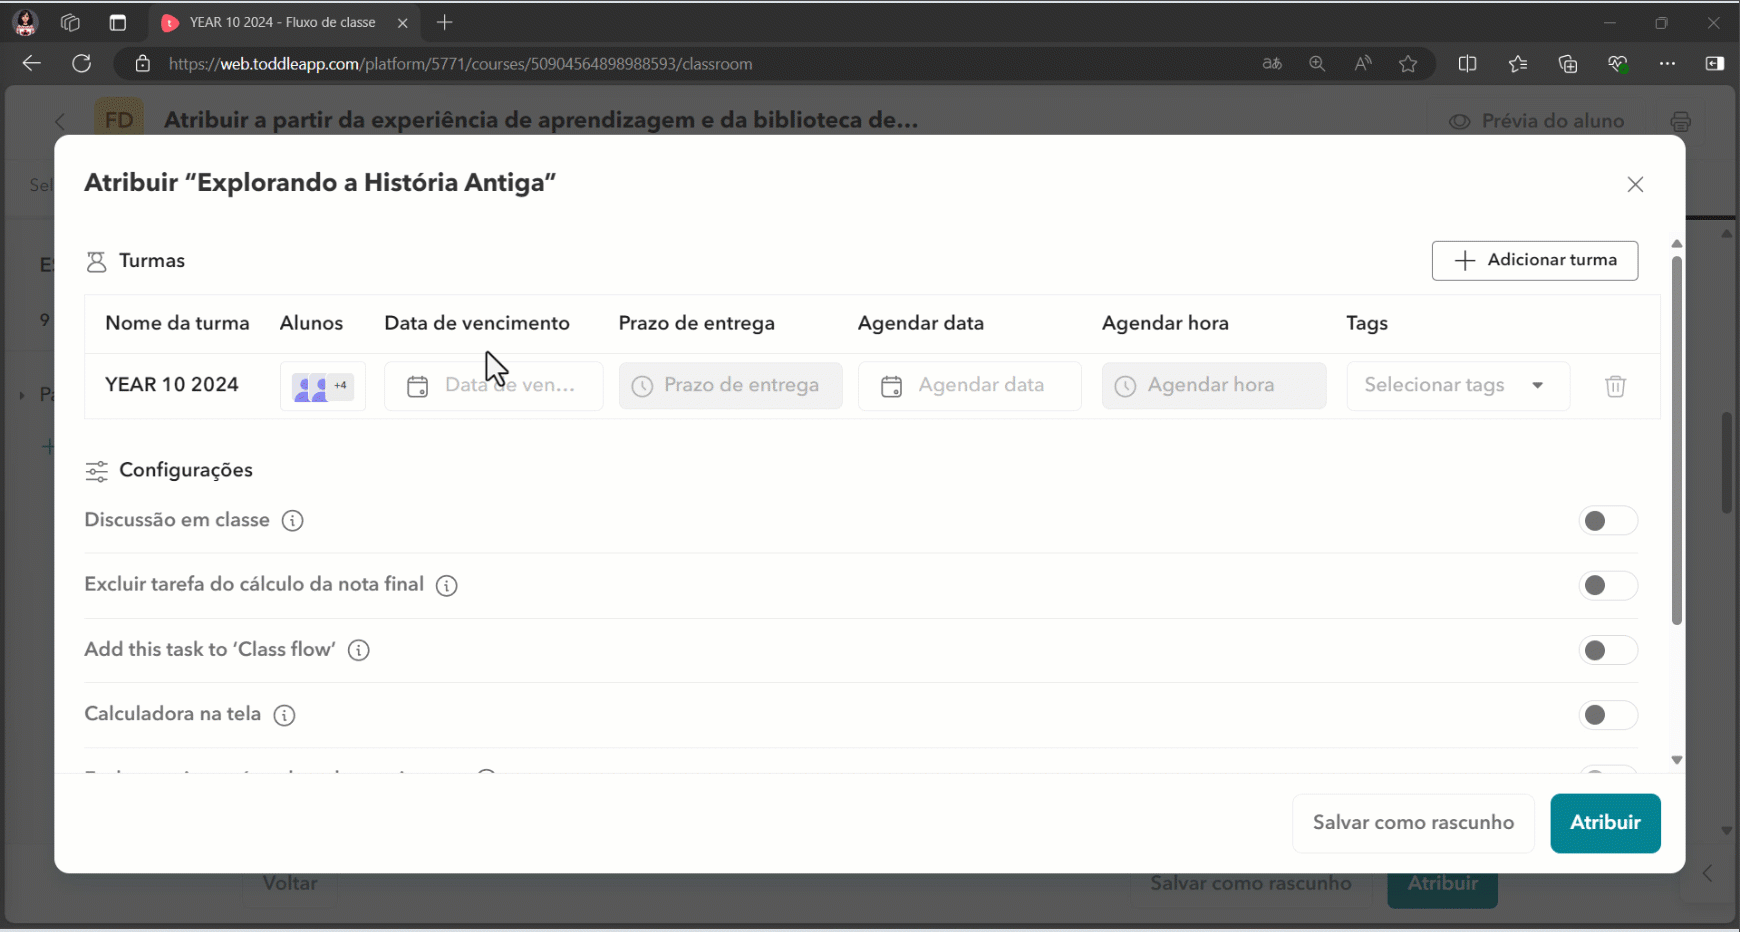 YEAR 10 2024 - Fluxo de classe
https://web.toddleapp.com/platform/5771/courses/50904564898988593/classroom
FD Atribuir a partir da experiência de aprendizagem e da biblioteca de...
Prévia do aluno
Atribuir “Explorando a História Antiga”
Turmas
Adicionar turma
Nome da turma Alunos Data de vencimento Prazo de entrega Agendar data Agendar hora Tags
YEAR 10 2024 +4 Data de ven... Prazo de entrega Agendar data Agendar hora Selecionar tags
Configurações
Discussão em classe
Excluir tarefa do cálculo da nota final
Add this task to ‘Class flow’
Calculadora na tela
Salvar como rascunho Atribuir
Voltar Salvar como rascunho Atribuir